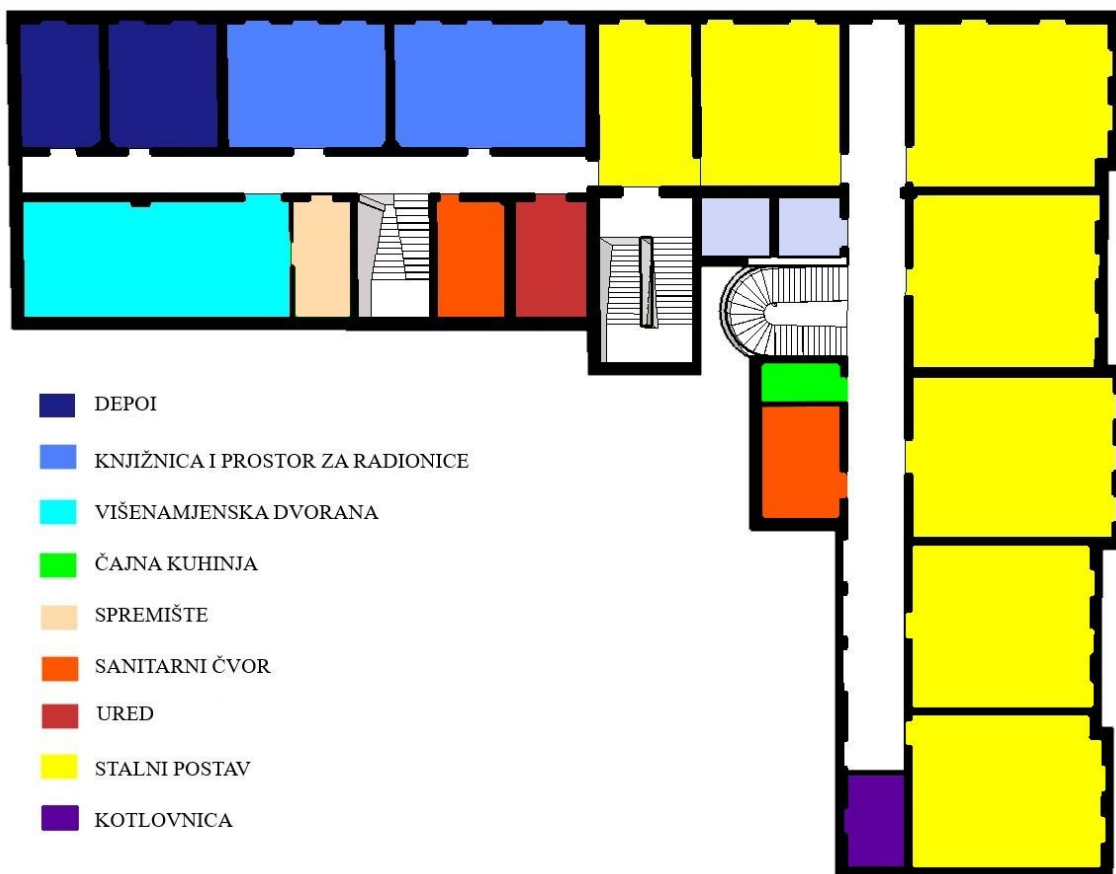 DEPOI
KNJIŽNICA I PROSTOR ZA RADIONICE
VIŠENAMJENSKA DVORANA
ČAJNA KUHINJA
SPREMIŠTE
SANITARNI ČVOR
URED
STALNI POSTAV
KOTLOVNICA